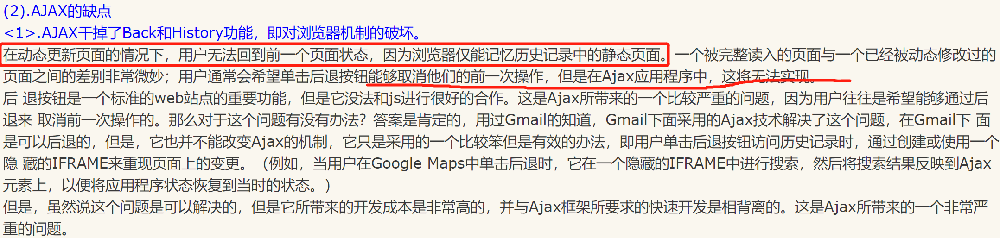 (2).AJAX的缺点
<1>.AJAX干掉了Back和History功能，即对浏览器机制的破坏。
在动态更新页面的情况下，用户无法回到前一个页面状态，因为浏览器仅能记忆历史记录中的静态页面。一个被完整读入的页面与一个已经被动态修改过的
页面之间的差别非常微妙；用户通常会希望单击后退按钮能够取消他们的前一次操作，但是在Ajax应用程序中，这将无法实现。
后 退按钮是一个标准的web站点的重要功能，但是它没法和js进行很好的合作。这是Ajax所带来的一个比较严重的问题，因为用户往往是希望能够通过后
退来 取消前一次操作的。那么对于这个问题有没有办法？答案是肯定的，用过Gmail的知道，Gmail下面采用的Ajax技术解决了这个问题，在Gmail下 面
是可以后退的，但是，它也并不能改变Ajax的机制，它只是采用的一个比较笨但是有效的办法，即用户单击后退按钮访问历史记录时，通过创建或使用一个
隐 藏的IFRAME来重现页面上的变更。（例如，当用户在Google Maps中单击后退时，它在一个隐藏的IFRAME中进行搜索，然后将搜索结果反映到Ajax
元素上，以便将应用程序状态恢复到当时的状态。）
但是，虽然说这个问题是可以解决的，但是它所带来的开发成本是非常高的，并与Ajax框架所要求的快速开发是相背离的。这是Ajax所带来的一个非常严
重的问题。